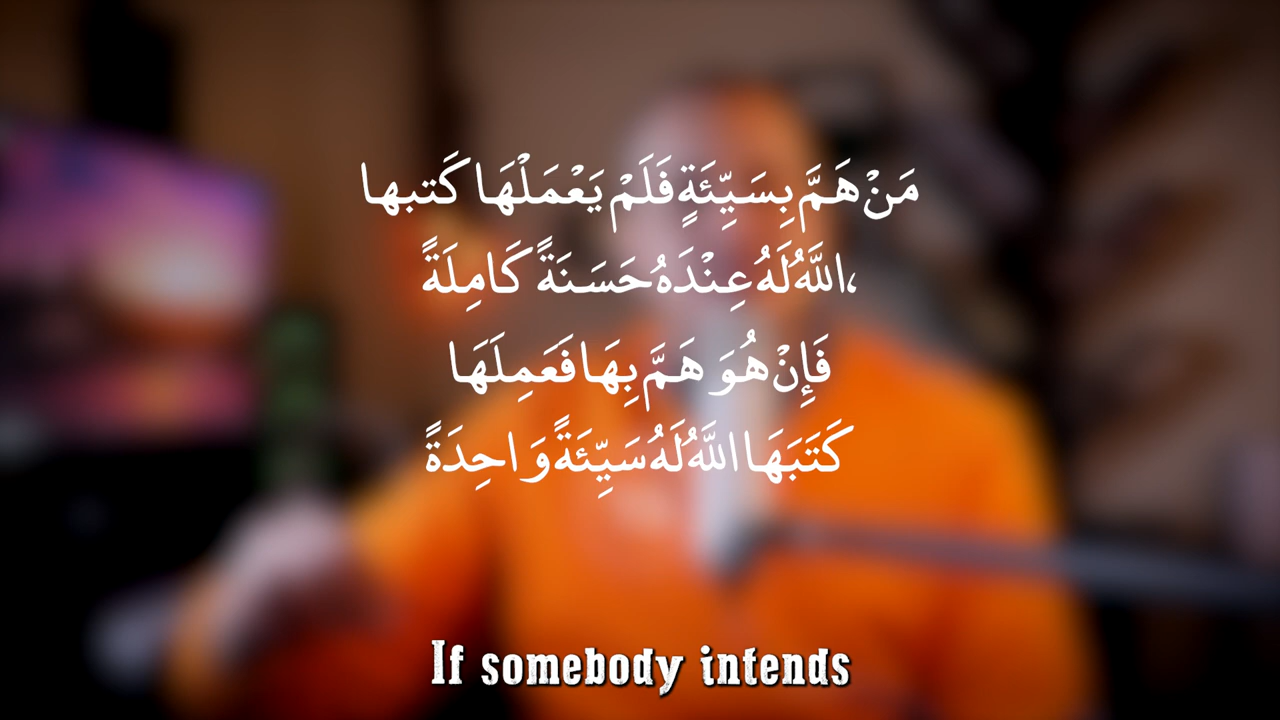 مَنْ هَمَّ بِسَيِّئَةٍ فَلَمْ يَعْمَلْهَا كَتبها
،اللَّهُ لَهُ عِنْدَهُ حَسَنَةً كَامِلَةً
فَإِنْ هُوَ هَمَّ بِهَا فَعَمِلَهَا
كَتَبَهَا اللَّهُ لَهُ سَيِّئَةً وَاحِدَةً
If somebody intends